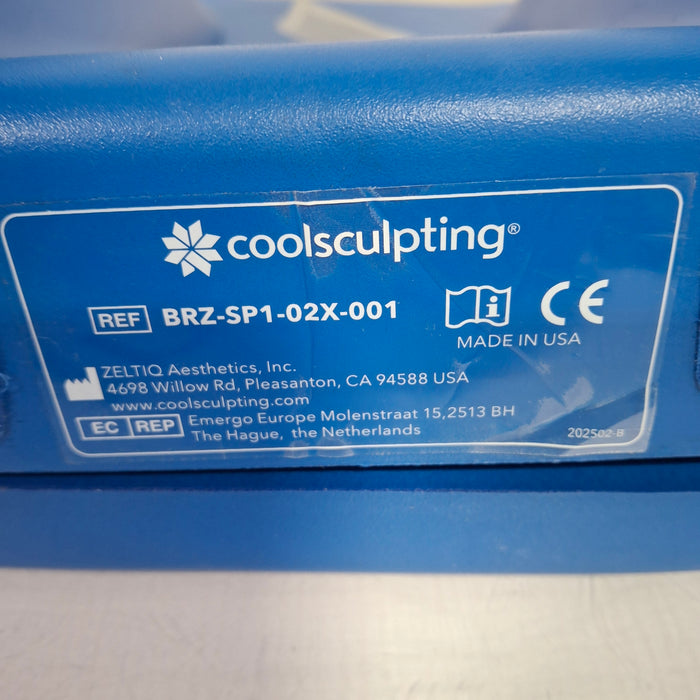 coolsculpting®
REF BRZ-SP1-02X-001
i CE
MADE IN USA
ZELTIQ Aesthetics, Inc.
4698 Willow Rd, Pleasanton, CA 94588 USA
www.coolsculpting.com
EC REP Emergo Europe Molenstraat 15,2513 BH
The Hague, the Netherlands
202502-B